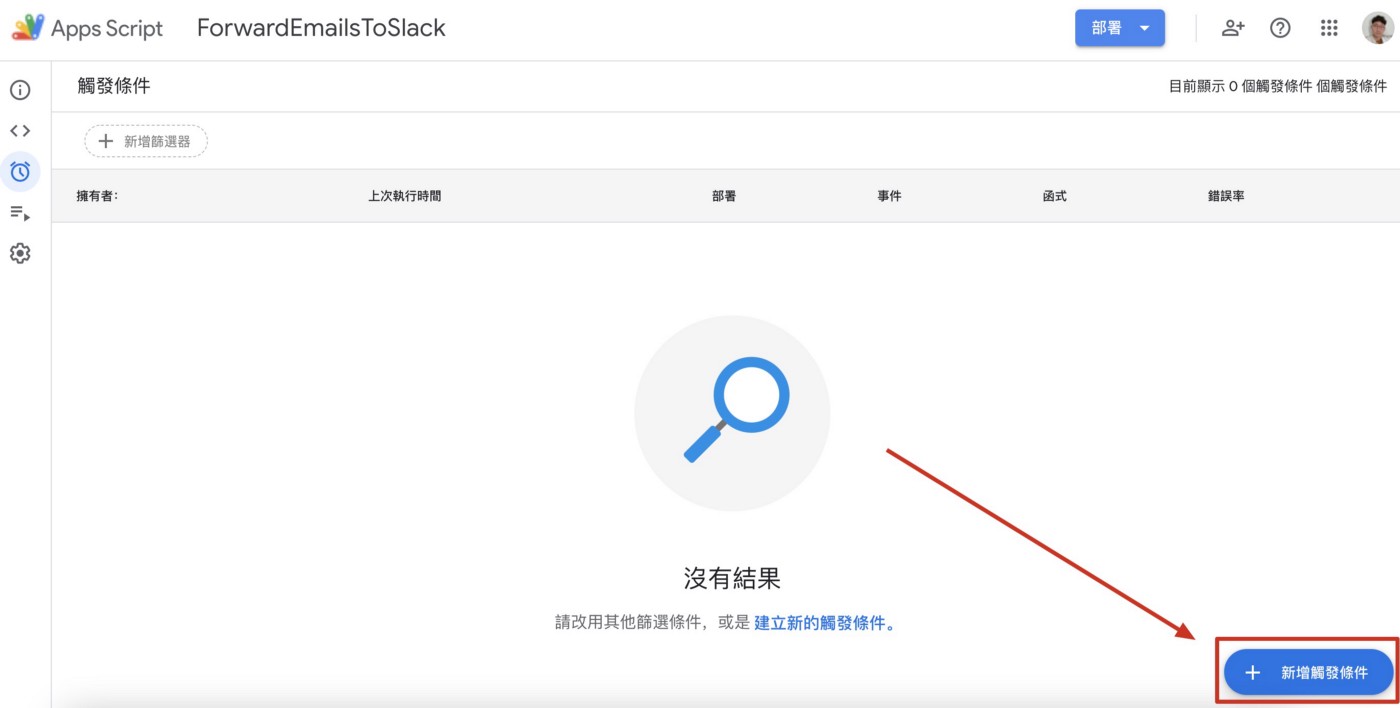 Apps Script ForwardEmailsToSlack 部署
觸發條件 目前顯示 0 個觸發條件 個觸發條件
新增篩選器
擁有者: 上次執行時間 部署 事件 函式 錯誤率
沒有結果
請改用其他篩選條件，或是 建立新的觸發條件。
新增觸發條件